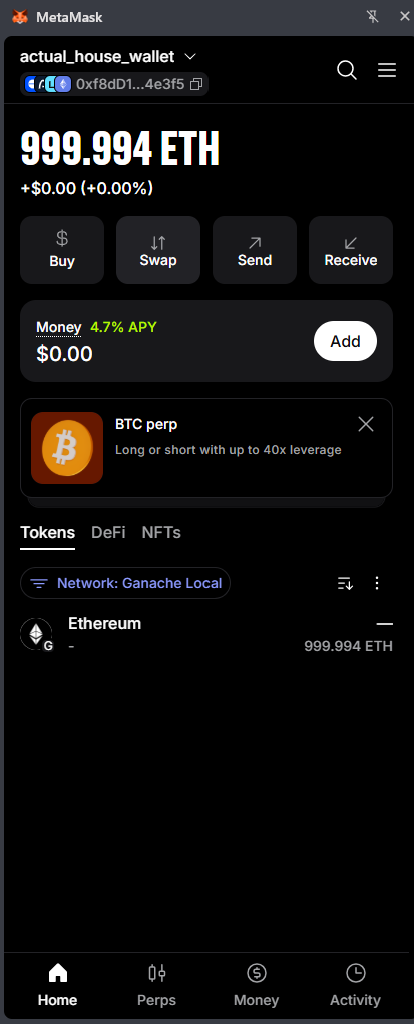 MetaMask
actual_house_wallet
0xf8dD1...4e3f5
999.994 ETH
+$0.00 (+0.00%)
$
Buy
Swap
Send
Receive
Money 4.7% APY
$0.00
Add
BTC perp
Long or short with up to 40x leverage
Tokens DeFi NFTs
Network: Ganache Local
Ethereum —
G
- 999.994 ETH
Home Perps Money Activity